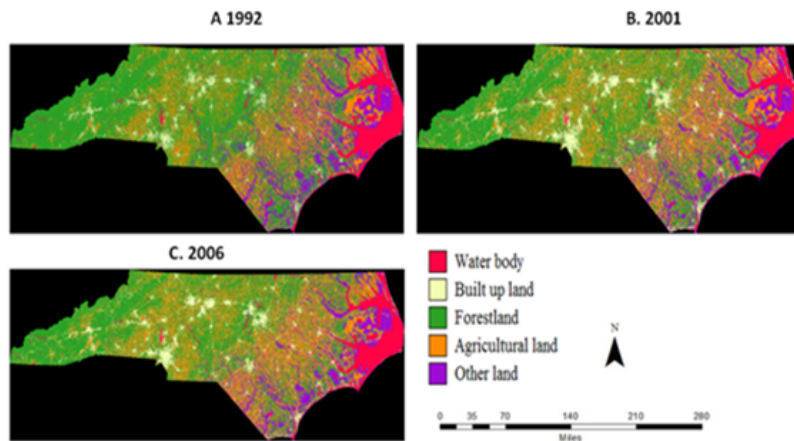 A 1992
B. 2001
C. 2006
Water body
Built up land
Forestland
Agricultural land
Other land
N
0 35 70 140 210 280
Miles